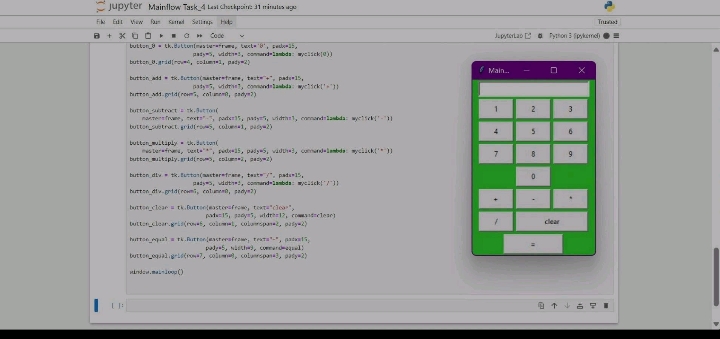 jupyter Mainflow Task_4 Last Checkpoint: 31 minutes ago
File Edit View Run Kernel Settings Help
Trusted
Code
JupyterLab
Python 3 (ipykernel)
button_0 = tk.Button(master=frame, text='0', padx=15,
pady=5, width=3, command=lambda: myclick(0))
button_0.grid(row=4, column=1, pady=2)
button_add = tk.Button(master=frame, text="+", padx=15,
pady=5, width=3, command=lambda: myclick('+'))
button_add.grid(row=5, column=0, pady=2)
button_subtract = tk.Button(
master=frame, text="-", padx=15, pady=5, width=3, command=lambda: myclick('-'))
button_subtract.grid(row=5, column=1, pady=2)
button_multiply = tk.Button(
master=frame, text="*", padx=15, pady=5, width=3, command=lambda: myclick('*'))
button_multiply.grid(row=5, column=2, pady=2)
button_div = tk.Button(master=frame, text="/", padx=15,
pady=5, width=3, command=lambda: myclick('/'))
button_div.grid(row=6, column=0, pady=2)
button_clear = tk.Button(master=frame, text="clear",
padx=15, pady=5, width=12, command=clear)
button_clear.grid(row=6, column=1, columnspan=2, pady=2)
button_equal = tk.Button(master=frame, text="=", padx=15,
pady=5, width=9, command=equal)
button_equal.grid(row=7, column=0, columnspan=3, pady=2)
window.mainloop()
[ ]:
Main...
1 2 3
4 5 6
7 8 9
0
+ - *
/ clear
=